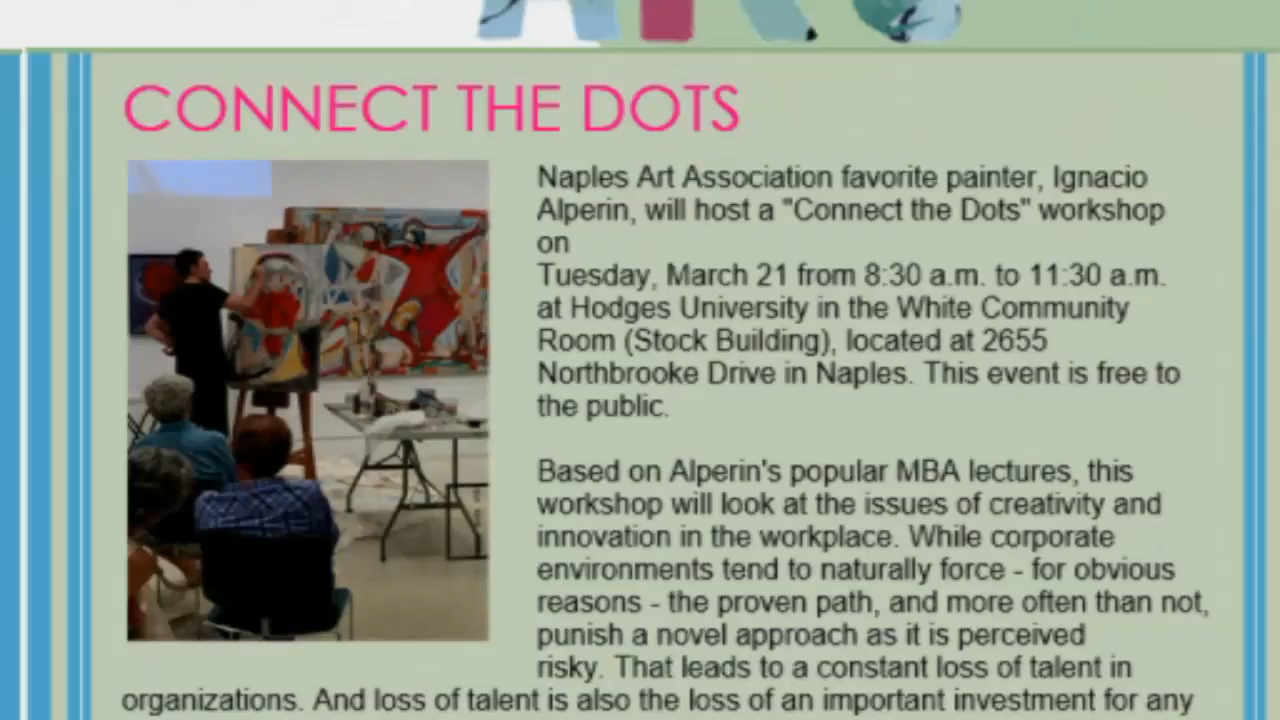 CONNECT THE DOTS
Naples Art Association favorite painter, Ignacio
Alperin, will host a "Connect the Dots" workshop
on
Tuesday, March 21 from 8:30 a.m. to 11:30 a.m.
at Hodges University in the White Community
Room (Stock Building), located at 2655
Northbrooke Drive in Naples. This event is free to
the public.
Based on Alperin's popular MBA lectures, this
workshop will look at the issues of creativity and
innovation in the workplace. While corporate
environments tend to naturally force - for obvious
reasons - the proven path, and more often than not,
punish a novel approach as it is perceived
risky. That leads to a constant loss of talent in
organizations. And loss of talent is also the loss of an important investment for any